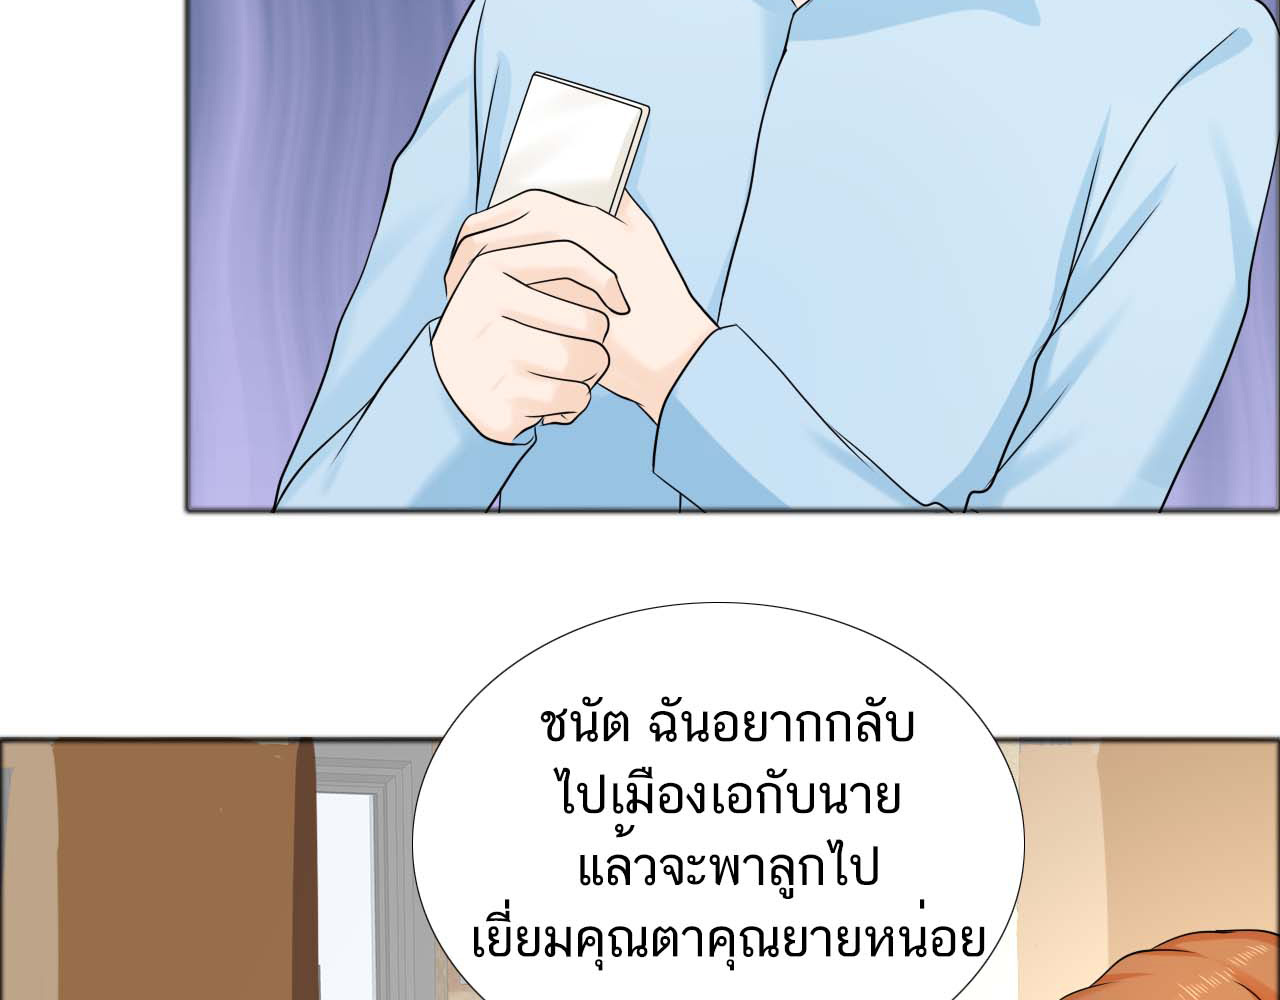 ชนัต ฉันอยากกลับ
ไปเมืองเอกับนาย
แล้วจะพาลูกไป
เยี่ยมคุณตาคุณยายหน่อย